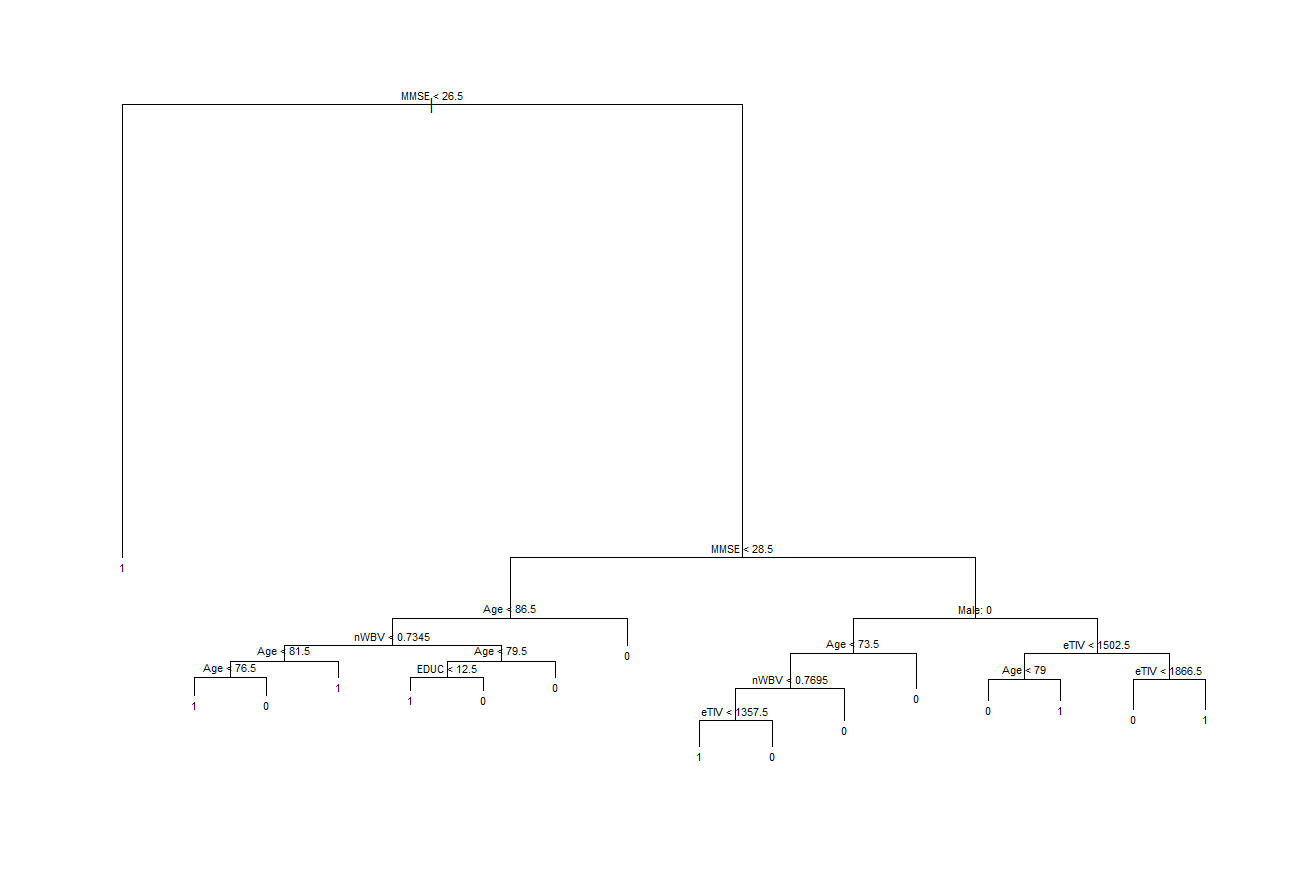 MMSE < 26.5
MMSE < 28.5
1
Age < 86.5
Male: 0
nWBV < 0.7345
Age < 73.5
eTIV < 1502.5
Age < 81.5
Age < 79.5
0
Age < 76.5
EDUC < 12.5
Age < 79
eTIV < 1866.5
nWBV < 0.7695
1
0
1
0
1
0
0
0
1
eTIV < 1357.5
0
1
0
1
0